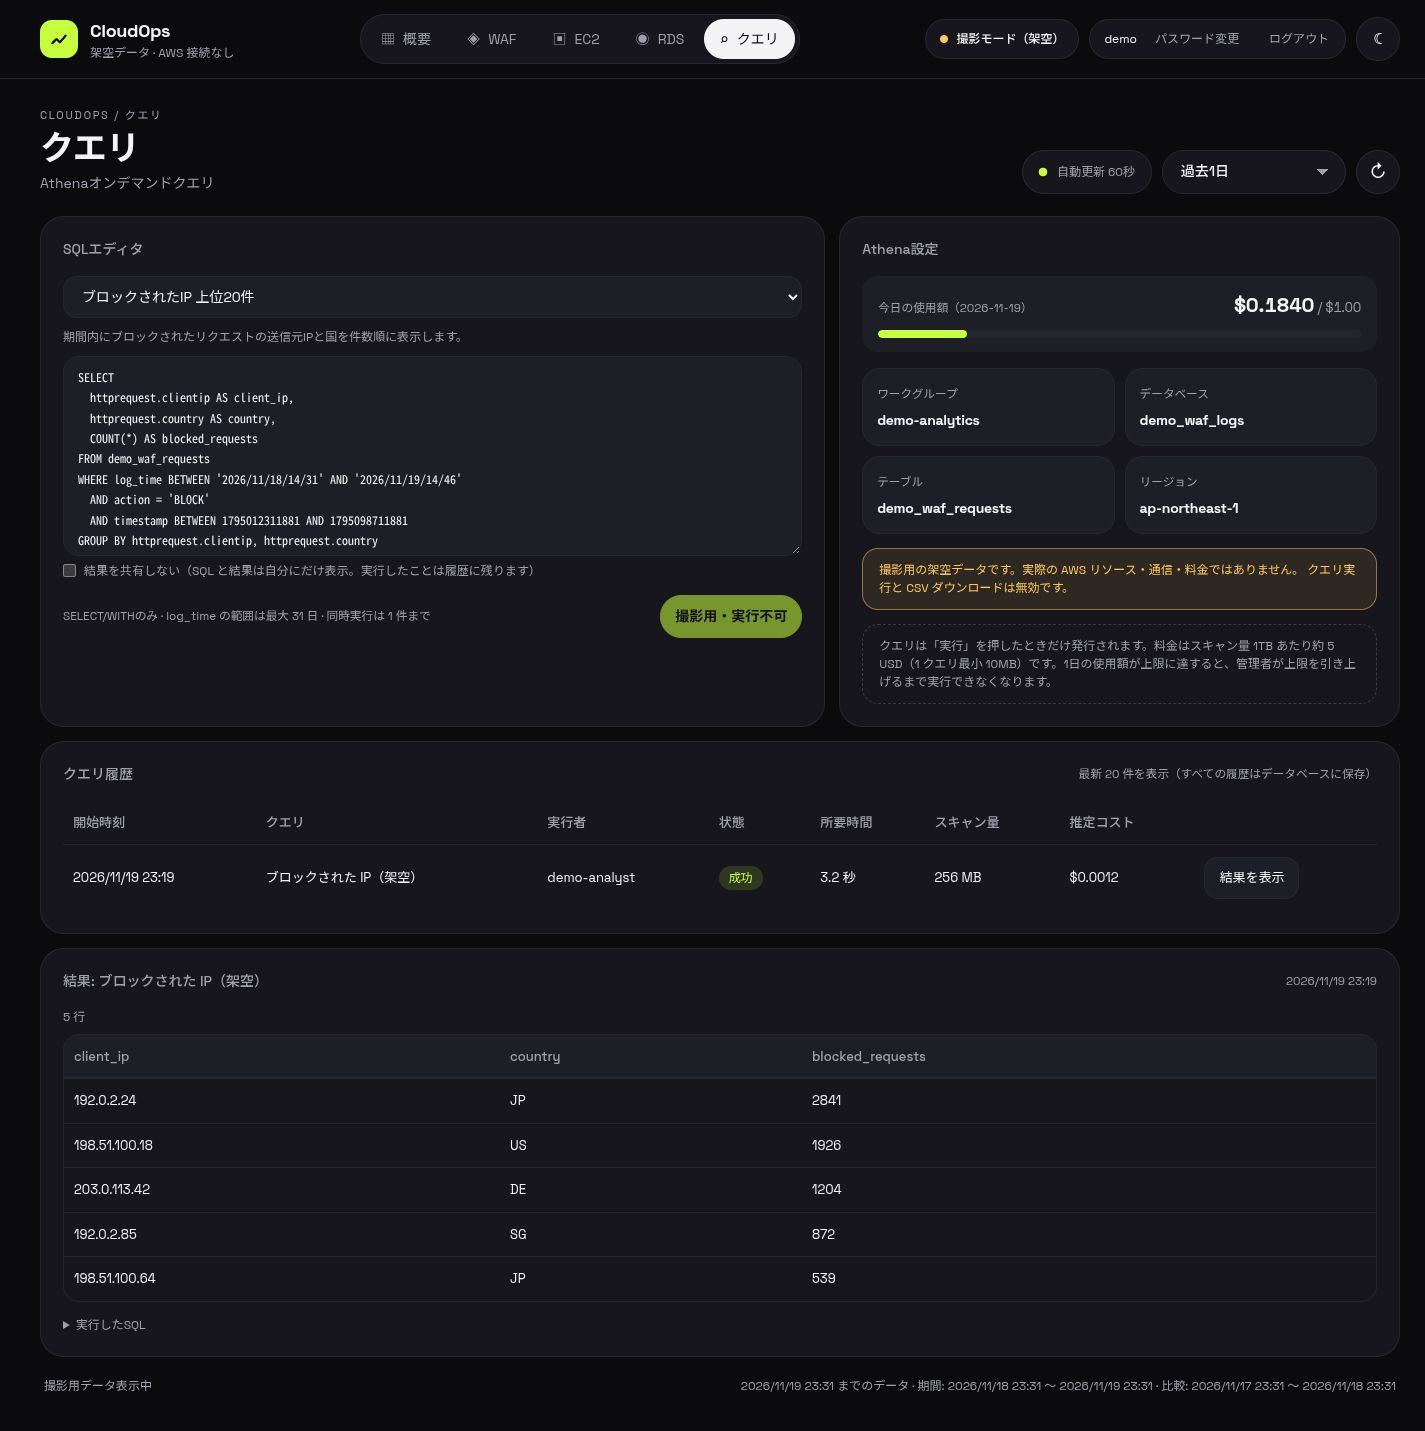 CloudOps
架空データ · AWS 接続なし
概要
WAF
EC2
RDS
クエリ
撮影モード（架空）
demo
パスワード変更
ログアウト
CLOUDOPS / クエリ
クエリ
Athenaオンデマンドクエリ
自動更新 60秒
過去1日
SQLエディタ
ブロックされたIP 上位20件
期間内にブロックされたリクエストの送信元IPと国を件数順に表示します。
SELECT
httprequest.clientip AS client_ip,
httprequest.country AS country,
COUNT(*) AS blocked_requests
FROM demo_waf_requests
WHERE log_time BETWEEN '2026/11/18/14/31' AND '2026/11/19/14/46'
AND action = 'BLOCK'
AND timestamp BETWEEN 1795012311881 AND 1795098711881
GROUP BY httprequest.clientip, httprequest.country
結果を共有しない（SQL と結果は自分にだけ表示。実行したことは履歴に残ります）
SELECT/WITHのみ · log_time の範囲は最大 31 日 · 同時実行は 1 件まで
撮影用・実行不可
Athena設定
今日の使用額（2026-11-19）
$0.1840 / $1.00
ワークグループ
demo-analytics
データベース
demo_waf_logs
テーブル
demo_waf_requests
リージョン
ap-northeast-1
撮影用の架空データです。実際の AWS リソース・通信・料金ではありません。 クエリ実
行と CSV ダウンロードは無効です。
クエリは「実行」を押したときだけ発行されます。料金はスキャン量 1TB あたり約 5
USD（1 クエリ最小 10MB）です。1日の使用額が上限に達すると、管理者が上限を引き上
げるまで実行できなくなります。
クエリ履歴
最新 20 件を表示（すべての履歴はデータベースに保存）
開始時刻 クエリ 実行者 状態 所要時間 スキャン量 推定コスト
2026/11/19 23:19 ブロックされた IP（架空） demo-analyst 成功 3.2 秒 256 MB $0.0012 結果を表示
結果: ブロックされた IP（架空）
2026/11/19 23:19
5 行
client_ip country blocked_requests
192.0.2.24 JP 2841
198.51.100.18 US 1926
203.0.113.42 DE 1204
192.0.2.85 SG 872
198.51.100.64 JP 539
実行したSQL
撮影用データ表示中
2026/11/19 23:31 までのデータ · 期間: 2026/11/18 23:31 〜 2026/11/19 23:31 · 比較: 2026/11/17 23:31 〜 2026/11/18 23:31